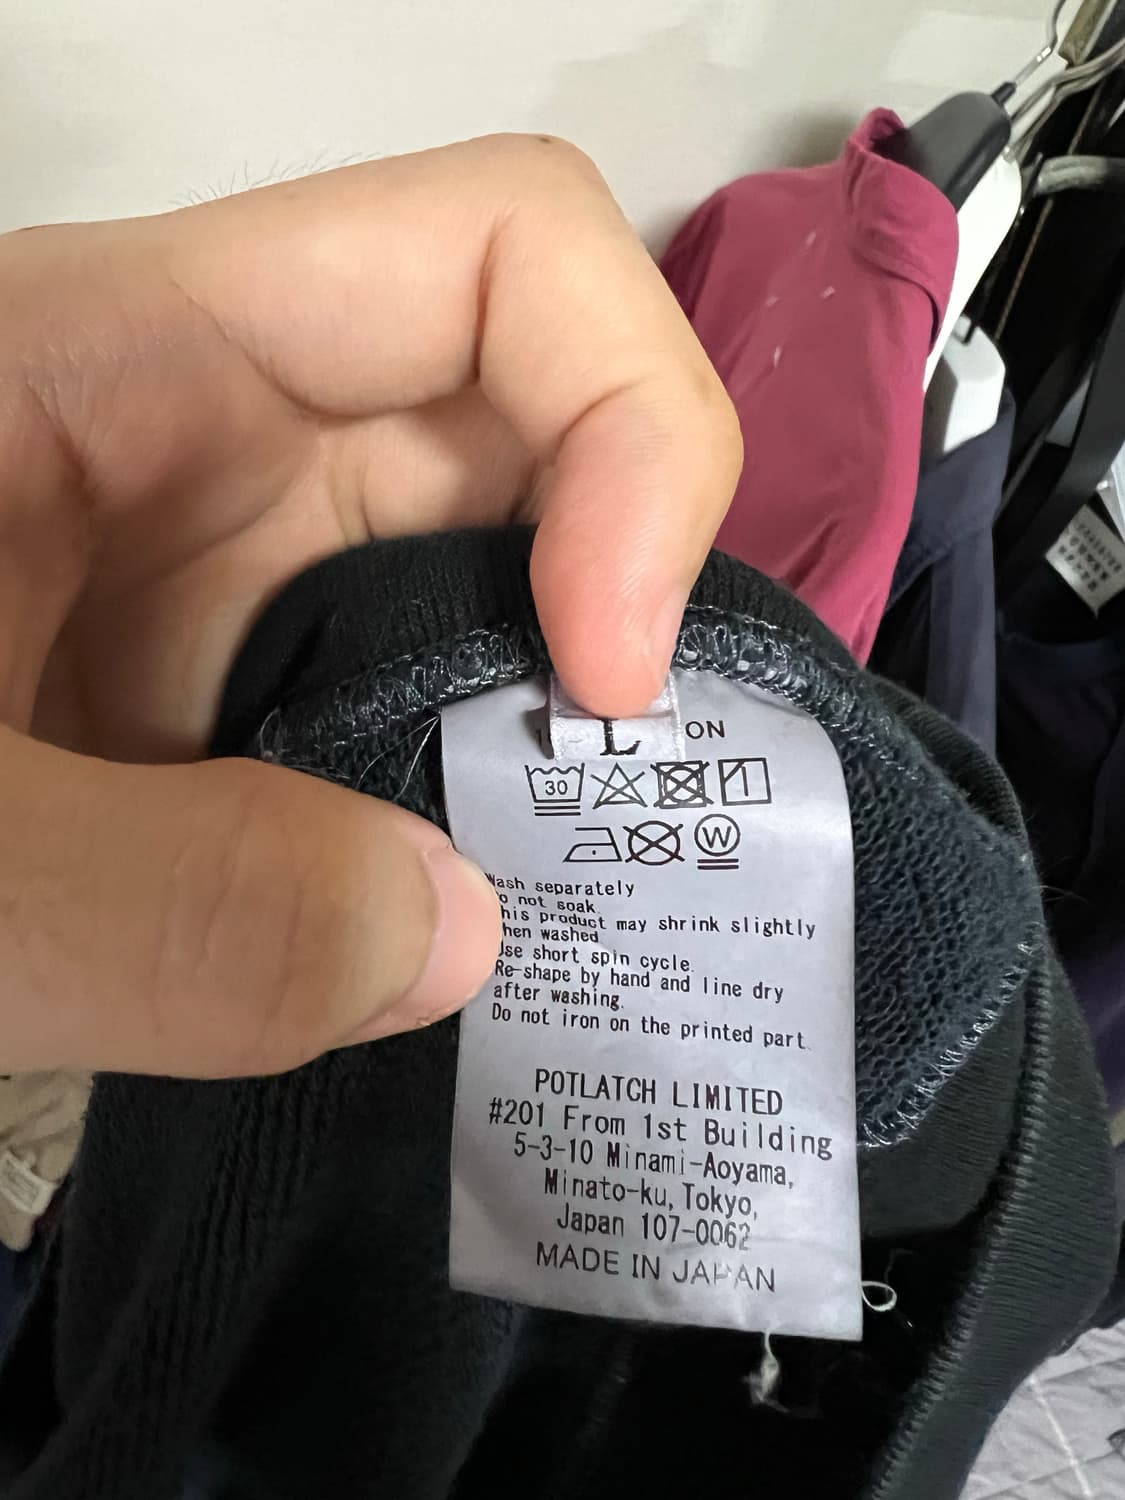 L
ON
30
W
Wash separately
o not soak.
his product may shrink slightly
hen washed
Use short spin cycle.
Re-shape by hand and line dry
after washing.
Do not iron on the printed part.
POTLATCH LIMITED
#201 From 1st Building
5-3-10 Minami-Aoyama,
Minato-ku, Tokyo,
Japan 107-0062
MADE IN JAPAN